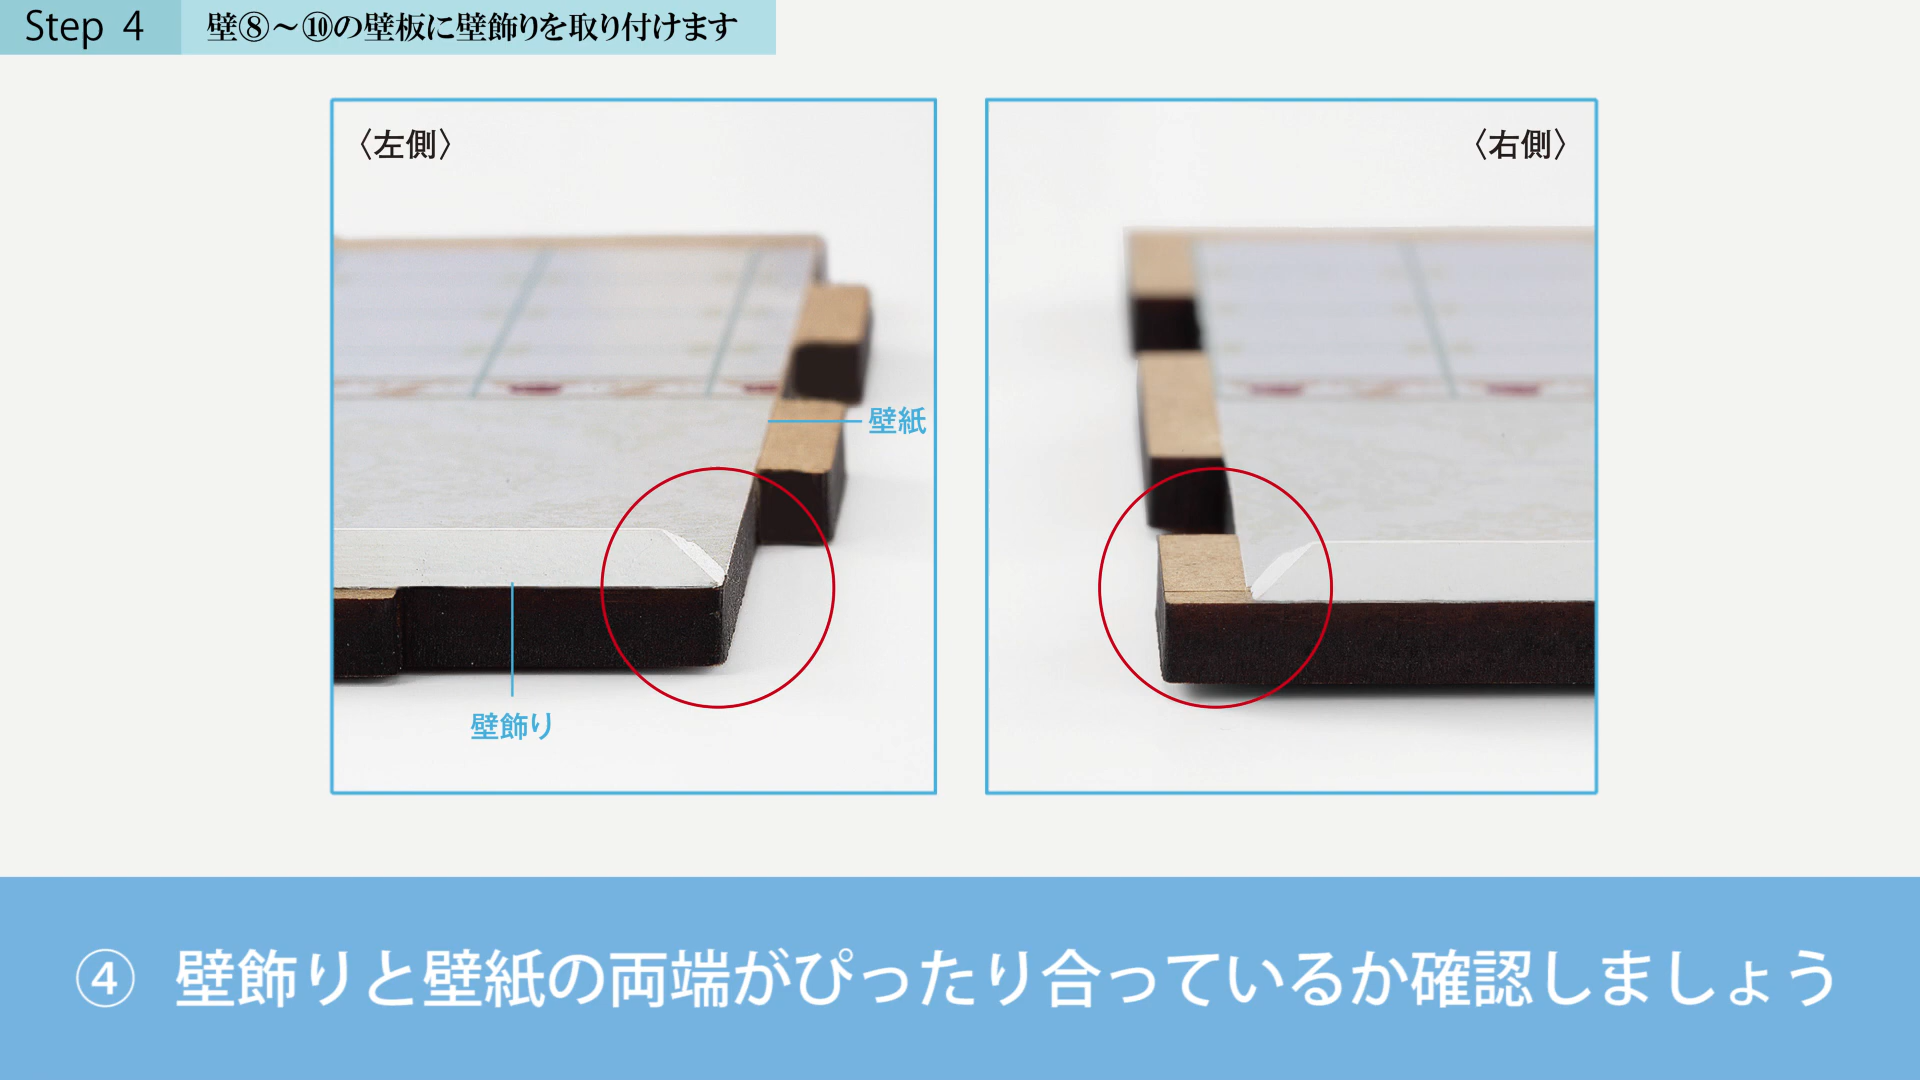 Step 4
壁⑧～⑩の壁板に壁飾りを取り付けます
〈左側〉
〈右側〉
壁紙
壁飾り
④ 壁飾りと壁紙の両端がぴったり合っているか確認しましょう